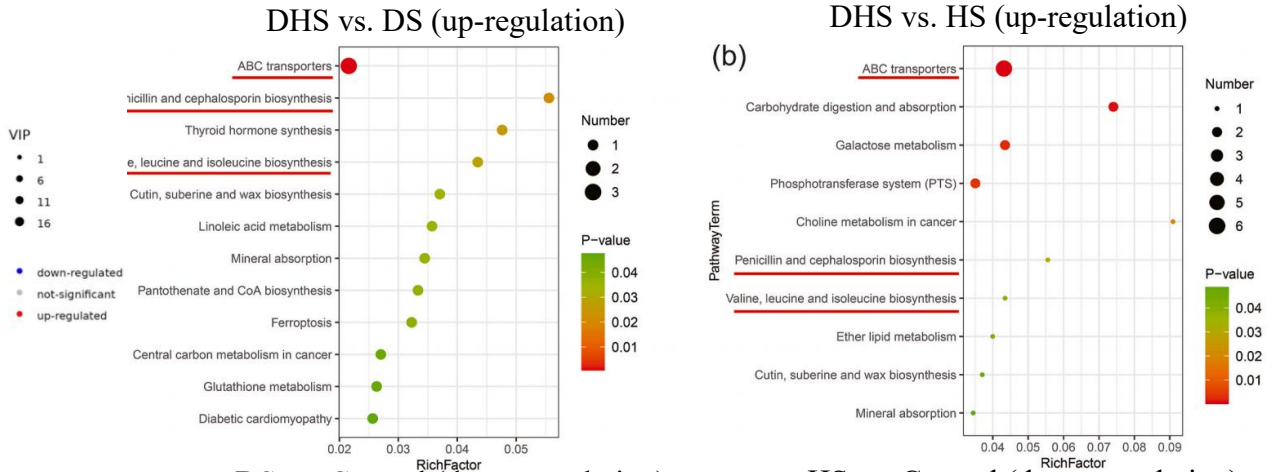 DHS vs. DS (up-regulation)
ABC transporters
nicillin and cephalosporin biosynthesis
Thyroid hormone synthesis
e, leucine and isoleucine biosynthesis
Cutin, suberine and wax biosynthesis
Linoleic acid metabolism
Mineral absorption
Pantothenate and CoA biosynthesis
Ferroptosis
Central carbon metabolism in cancer
Glutathione metabolism
Diabetic cardiomyopathy
0.02 0.03 0.04 0.05
RichFactor
VIP
1
6
11
16
down-regulated
not-significant
up-regulated
Number
1
2
3
P-value
0.04
0.03
0.02
0.01
DHS vs. HS (up-regulation)
(b)
PathwayTerm
ABC transporters
Carbohydrate digestion and absorption
Galactose metabolism
Phosphotransferase system (PTS)
Choline metabolism in cancer
Penicillin and cephalosporin biosynthesis
Valine, leucine and isoleucine biosynthesis
Ether lipid metabolism
Cutin, suberine and wax biosynthesis
Mineral absorption
0.04 0.05 0.06 0.07 0.08 0.09
RichFactor
Number
1
2
3
4
5
6
P-value
0.04
0.03
0.02
0.01